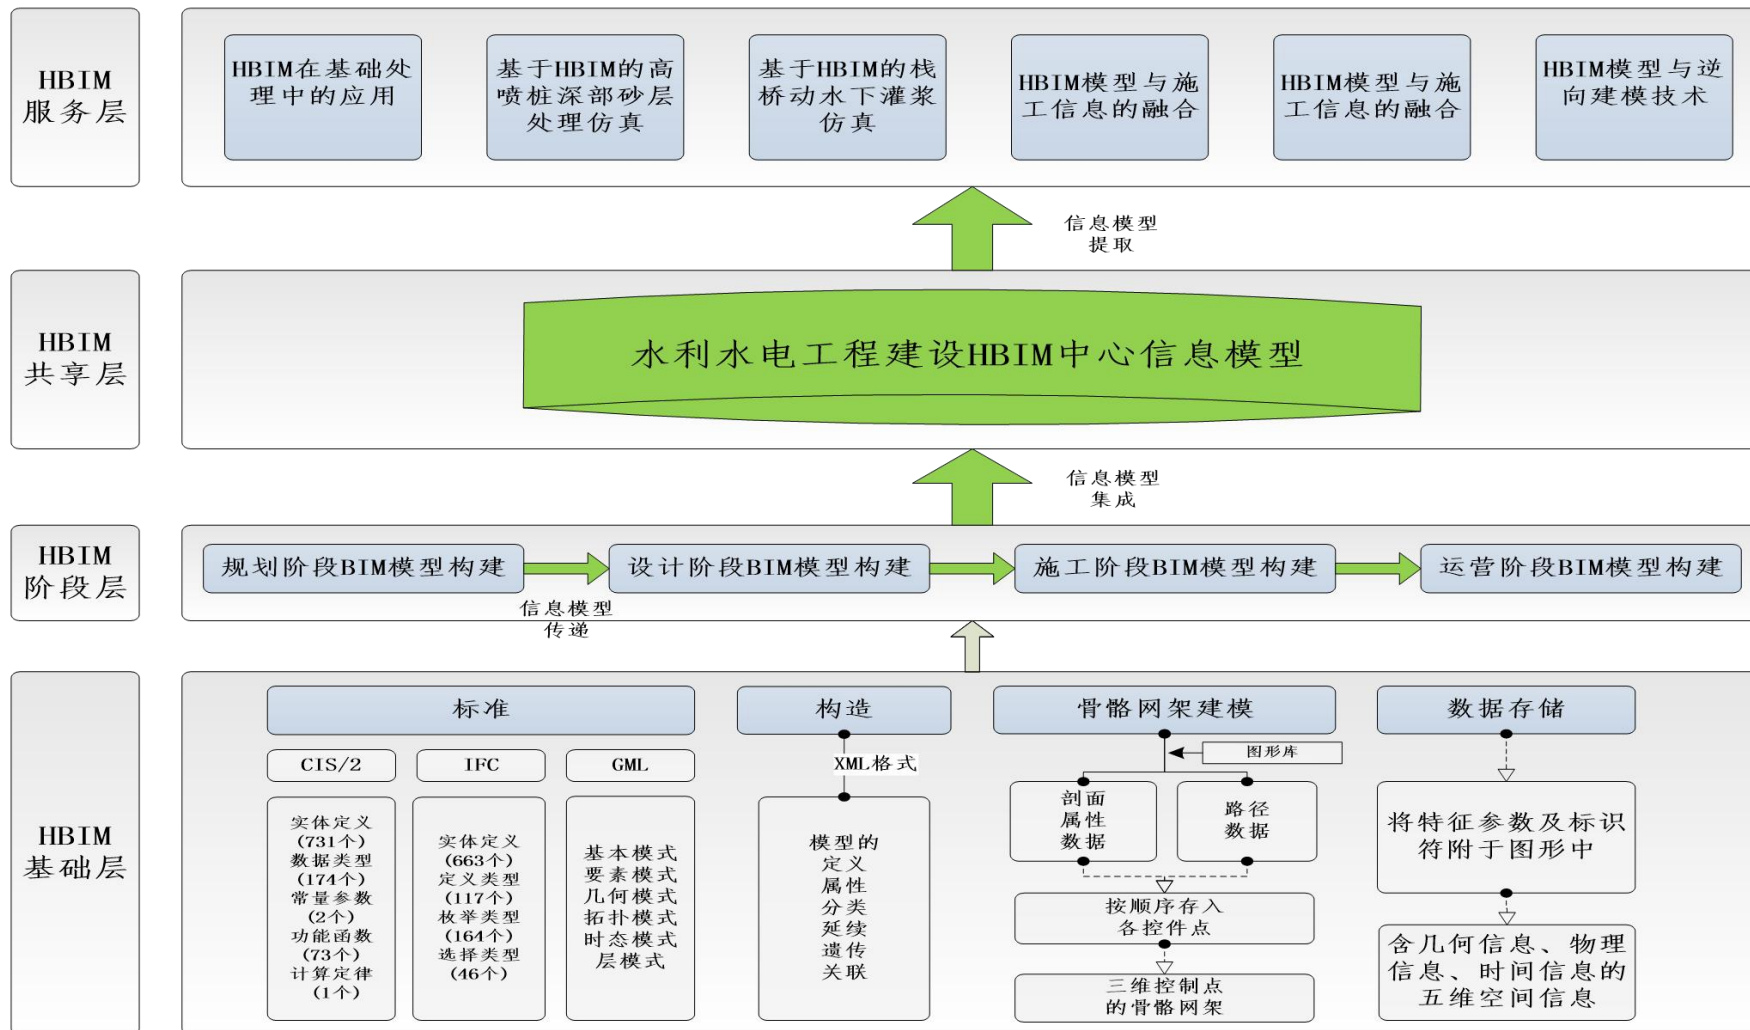 HBIM
服务层
HBIM在基础处
理中的应用
基于HBIM的高
喷桩深部砂层
处理仿真
基于HBIM的栈
桥动水下灌浆
仿真
HBIM模型与施
工信息的融合
HBIM模型与施
工信息的融合
HBIM模型与逆
向建模技术
信息模型
提取
HBIM
共享层
水利水电工程建设HBIM中心信息模型
信息模型
集成
HBIM
阶段层
规划阶段BIM模型构建
设计阶段BIM模型构建
施工阶段BIM模型构建
运营阶段BIM模型构建
信息模型
传递
HBIM
基础层
标准
CIS/2
IFC
GML
实体定义
(731个)
数据类型
(174个)
常量参数
(2个)
功能函数
(73个)
计算定律
(1个)
实体定义
(663个)
定义类型
(117个)
枚举类型
(164个)
选择类型
(46个)
基本模式
要素模式
几何模式
拓扑模式
时态模式
层模式
构造
XML格式
模型的
定义
属性
分类
延续
遗传
关联
骨骼网架建模
图形库
剖面
属性
数据
路径
数据
按顺序存入
各控件点
三维控制点
的骨骼网架
数据存储
将特征参数及标识
符附于图形中
含几何信息、物理
信息、时间信息的
五维空间信息